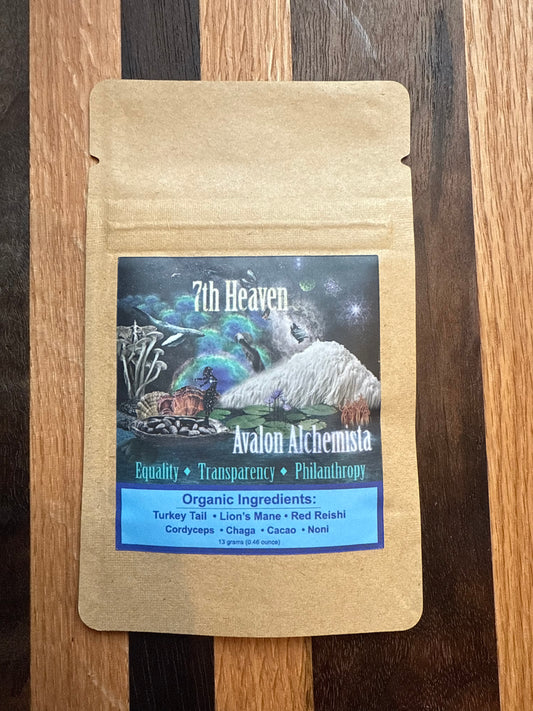 7th Heaven
Avalon Alchemista
Equality ♦ Transparency ♦ Philanthropy
Organic Ingredients:
Turkey Tail • Lion's Mane • Red Reishi
Cordyceps • Chaga • Cacao • Noni
13 grams (0.46 ounce)